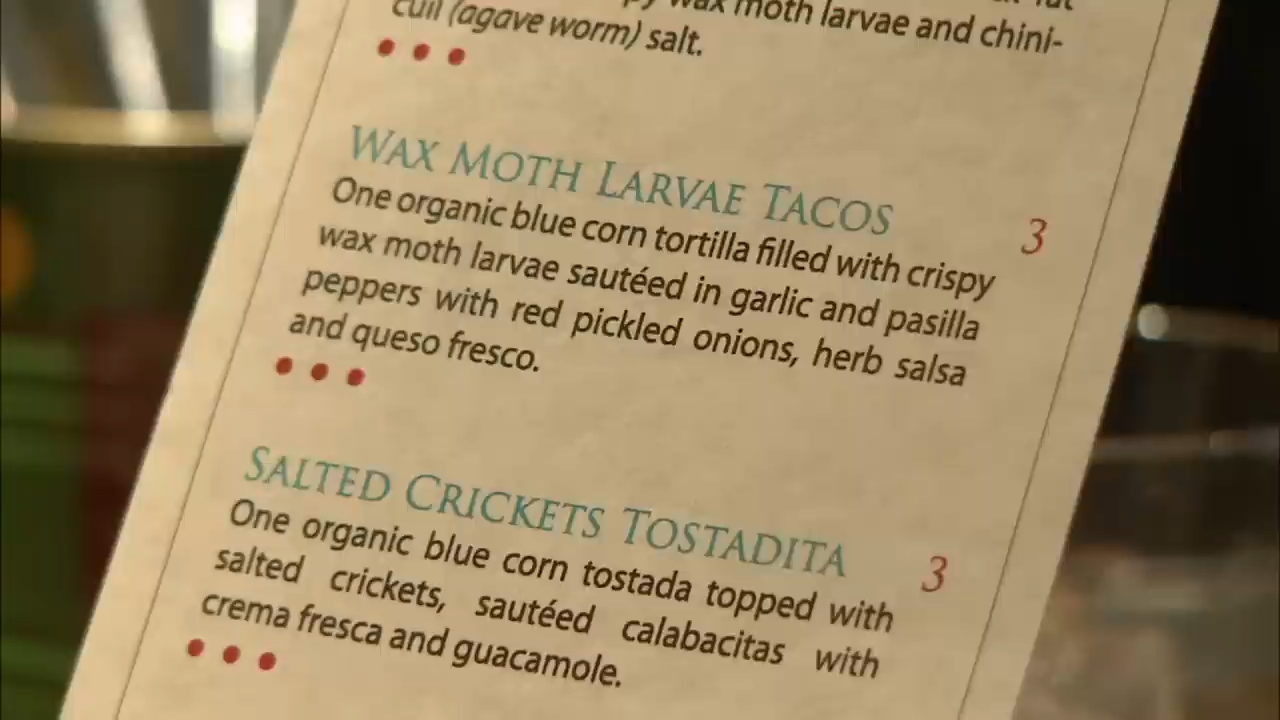 wax moth larvae and chini-
cuil (agave worm) salt.
WAX MOTH LARVAE TACOS
3
One organic blue corn tortilla filled with crispy
wax moth larvae sautéed in garlic and pasilla
peppers with red pickled onions, herb salsa
and queso fresco.
SALTED CRICKETS TOSTADITA
3
One organic blue corn tostada topped with
salted crickets, sautéed calabacitas with
crema fresca and guacamole.